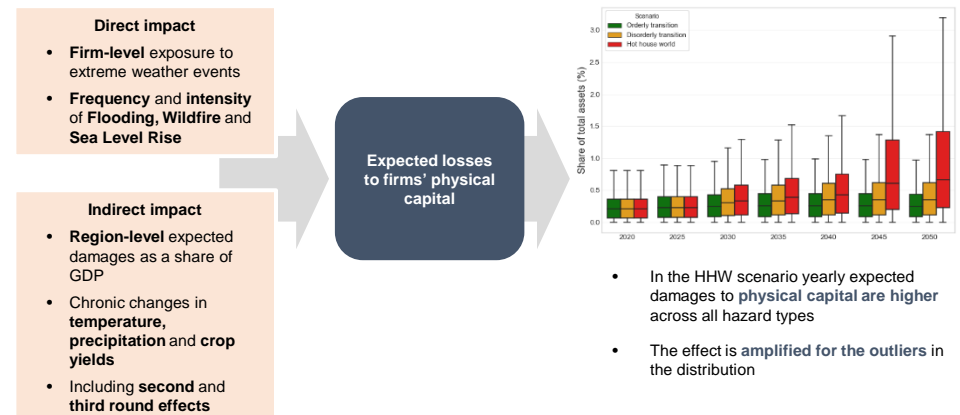 Direct impact
• Firm-level exposure to
extreme weather events
• Frequency and intensity
of Flooding, Wildfire and
Sea Level Rise
Indirect impact
• Region-level expected
damages as a share of
GDP
• Chronic changes in
temperature,
precipitation and crop
yields
• Including second and
third round effects
Expected losses
to firms' physical
capital
Scenario
Orderly transition
Disorderly transition
Hot house world
Share of total assets (%)
3.0
2.5
2.0
1.5
1.0
0.5
0.0
2020 2025 2030 2035 2040 2045 2050
• In the HHW scenario yearly expected
damages to physical capital are higher
across all hazard types
• The effect is amplified for the outliers in
the distribution